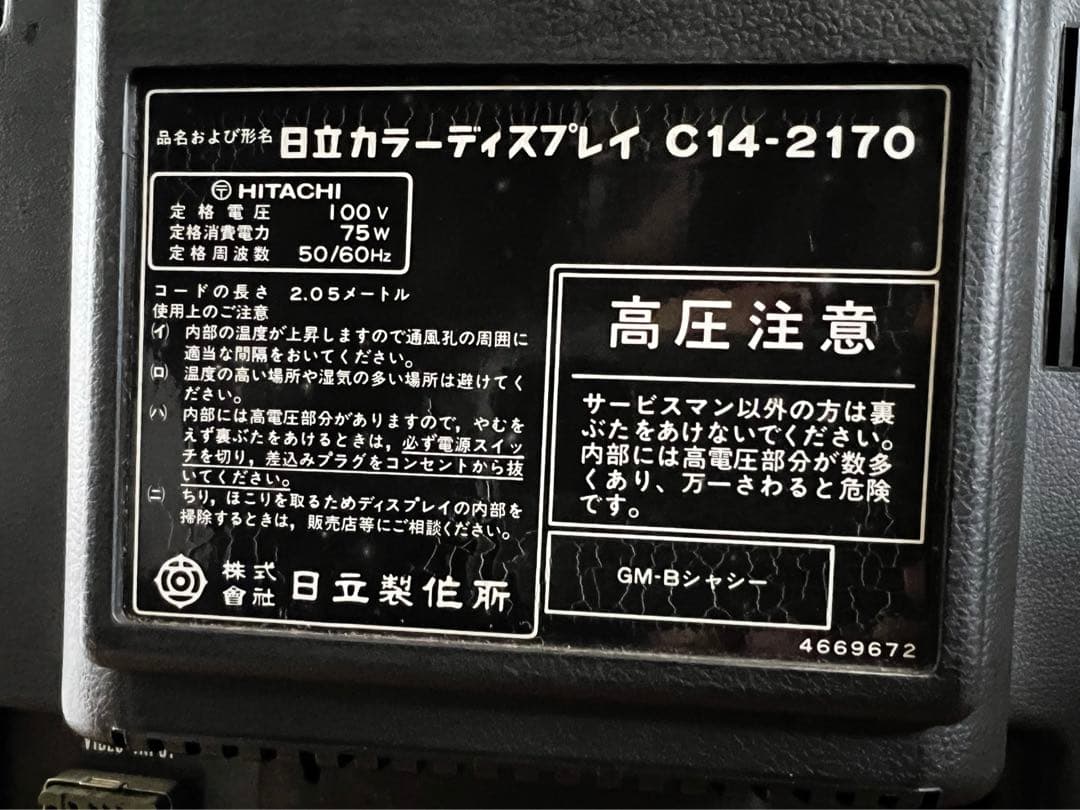 品名および形名 日立カラーディスプレイ C14-2170
〒 HITACHI
定格電圧 100V
定格消費電力 75W
定格周波数 50/60Hz
コードの長さ 2.05メートル
使用上のご注意
(イ) 内部の温度が上昇しますので通風孔の周囲に
適当な間隔をおいてください。
(ロ) 温度の高い場所や湿気の多い場所は避けてく
ださい。
(ハ) 内部には高電圧部分がありますので，やむを
えず裏ぶたをあけるときは，必ず電源スイッ
チを切り，差込みプラグをコンセントから抜
いてください。
(ニ) ちり，ほこりを取るためディスプレイの内部を
掃除するときは，販売店等にご相談ください。
株式會社 日立製作所
高圧注意
サービスマン以外の方は裏
ぶたをあけないでください。
内部には高電圧部分が数多
くあり、万一さわると危険
です。
GM-Bシャシー
4669672
VIDEO INPUT